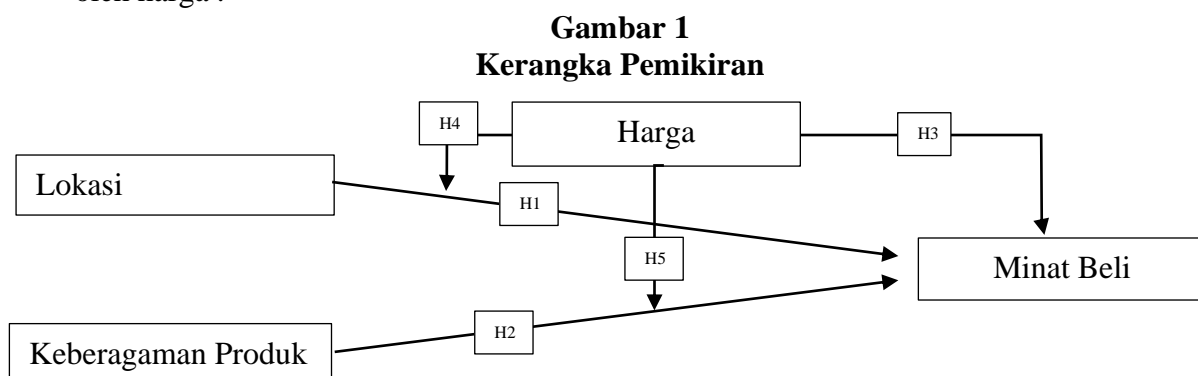 oleh harga .
Gambar 1
Kerangka Pemikiran
H4
Harga
H3
Lokasi
H1
H5
Minat Beli
H2
Keberagaman Produk